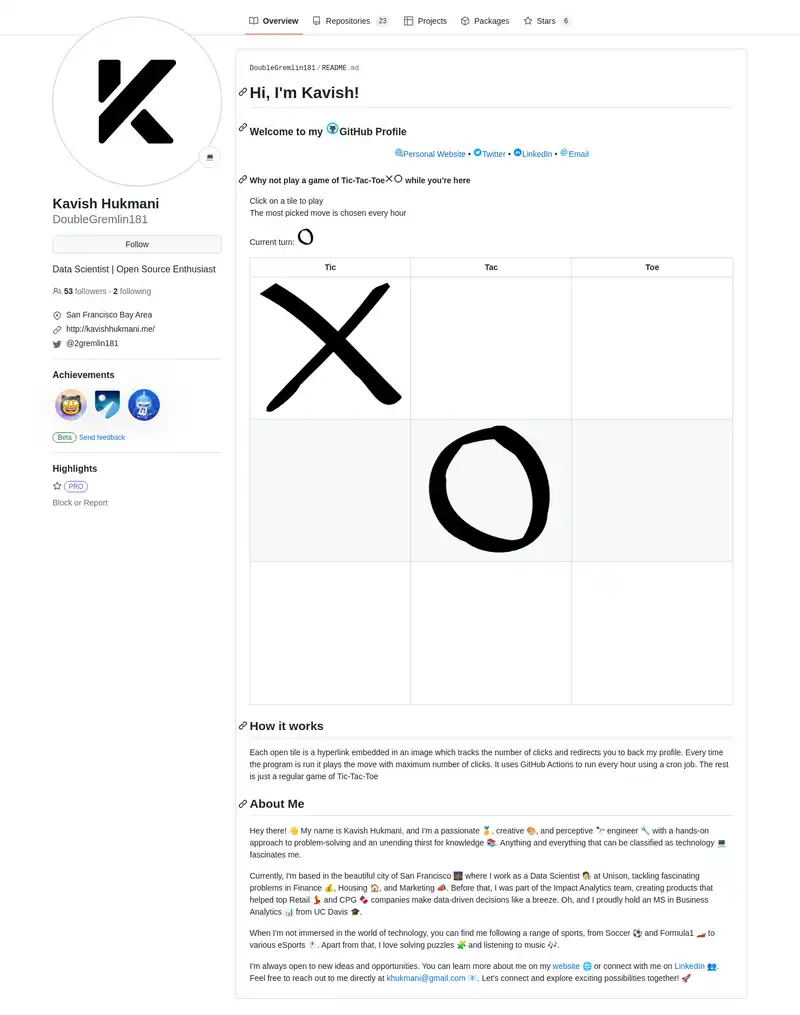 Overview
Repositories 23
Projects
Packages
Stars 6
Kavish Hukmani
DoubleGremlin181
Follow
Data Scientist | Open Source Enthusiast
53 followers · 2 following
San Francisco Bay Area
http://kavishhukmani.me/
@2gremlin181
Achievements
Beta Send feedback
Highlights
PRO
Block or Report
DoubleGremlin181/README.md
Hi, I'm Kavish!
Welcome to my GitHub Profile
Personal Website • Twitter • LinkedIn • Email
Why not play a game of Tic-Tac-Toe while you're here
Click on a tile to play
The most picked move is chosen every hour
Current turn:
Tic Tac Toe
How it works
Each open tile is a hyperlink embedded in an image which tracks the number of clicks and redirects you to back my profile. Every time
the program is run it plays the move with maximum number of clicks. It uses GitHub Actions to run every hour using a cron job. The rest
is just a regular game of Tic-Tac-Toe
About Me
Hey there! 👋 My name is Kavish Hukmani, and I'm a passionate 🏅, creative 🎨, and perceptive 🔭 engineer 🔧 with a hands-on
approach to problem-solving and an unending thirst for knowledge 📚. Anything and everything that can be classified as technology 💻
fascinates me.
Currently, I'm based in the beautiful city of San Francisco 🌉 where I work as a Data Scientist 🧑‍🔬 at Unison, tackling fascinating
problems in Finance 💰, Housing 🏠, and Marketing 📣. Before that, I was part of the Impact Analytics team, creating products that
helped top Retail 💃 and CPG 🍫 companies make data-driven decisions like a breeze. Oh, and I proudly hold an MS in Business
Analytics 📊 from UC Davis 🎓.
When I'm not immersed in the world of technology, you can find me following a range of sports, from Soccer ⚽ and Formula1 🏎️ to
various eSports 🖱️. Apart from that, I love solving puzzles 🧩 and listening to music 🎶.
I'm always open to new ideas and opportunities. You can learn more about me on my website 🌐 or connect with me on LinkedIn 👥.
Feel free to reach out to me directly at khukmani@gmail.com 📧. Let's connect and explore exciting possibilities together! 🚀